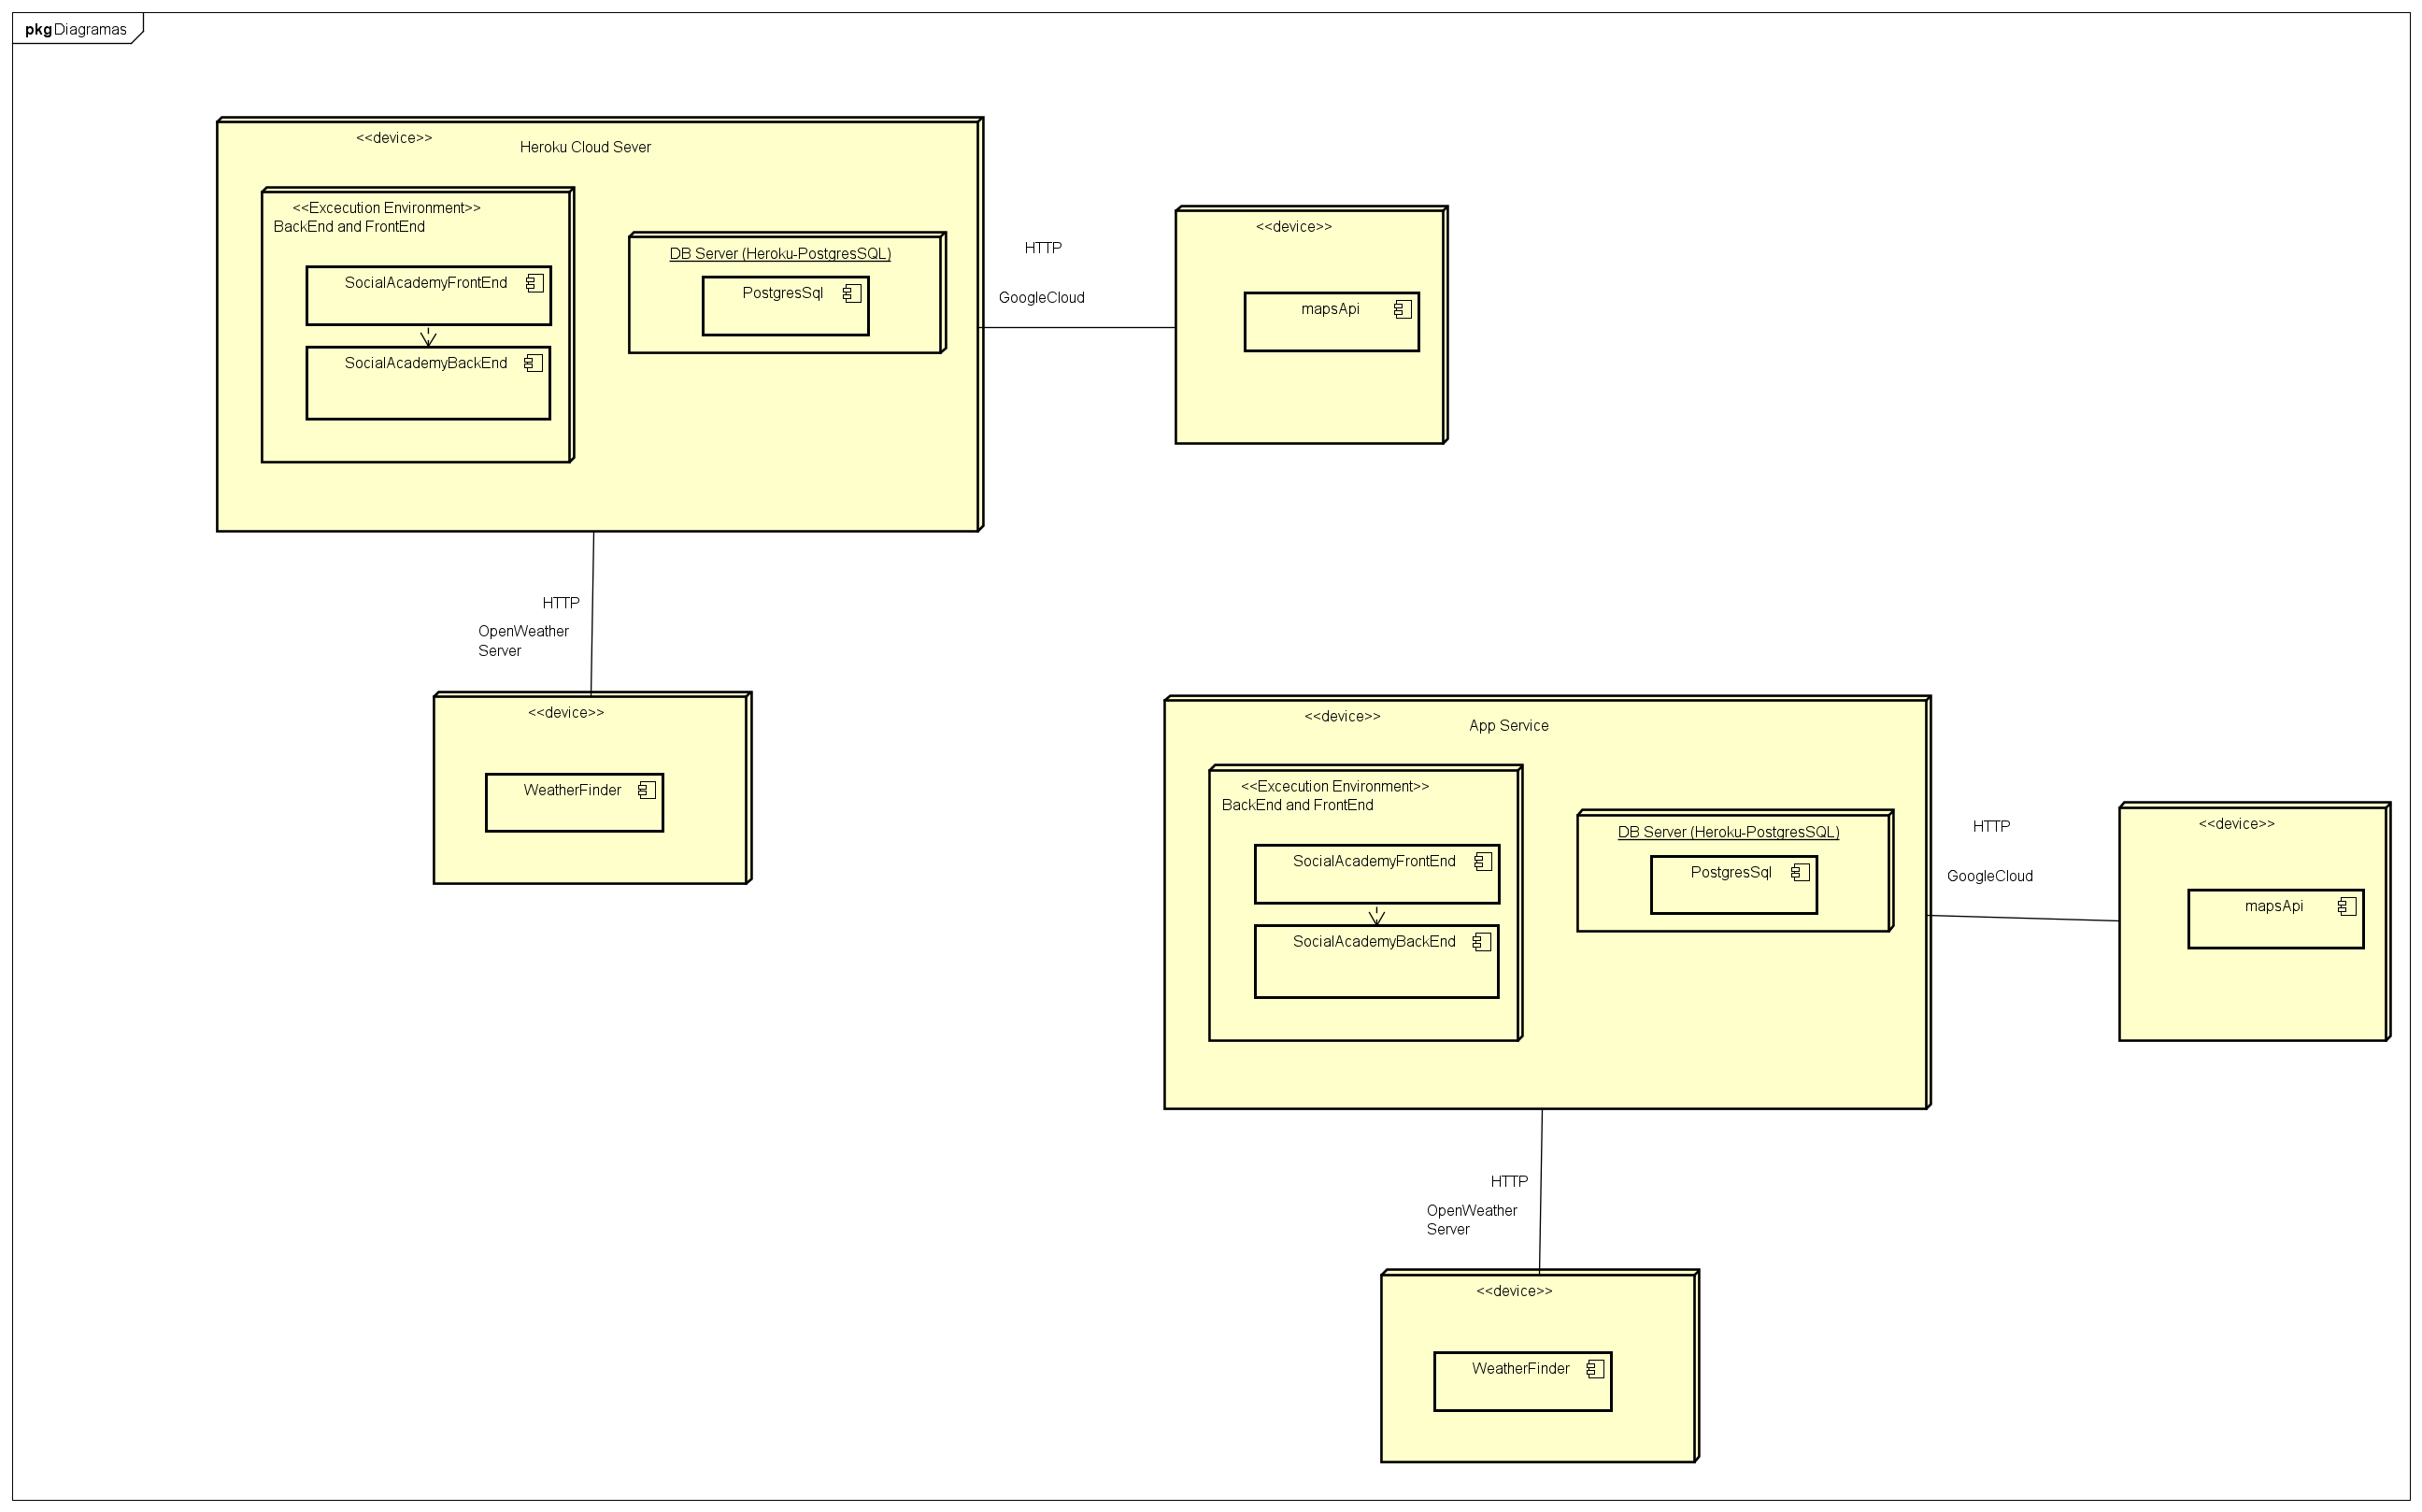 pkg Diagramas
<<device>>
Heroku Cloud Sever
<<Excecution Environment>>
BackEnd and FrontEnd
SocialAcademyFrontEnd
SocialAcademyBackEnd
DB Server (Heroku-PostgresSQL)
PostgresSql
HTTP
GoogleCloud
<<device>>
mapsApi
HTTP
OpenWeather
Server
<<device>>
WeatherFinder
<<device>>
App Service
<<Excecution Environment>>
BackEnd and FrontEnd
SocialAcademyFrontEnd
SocialAcademyBackEnd
DB Server (Heroku-PostgresSQL)
PostgresSql
HTTP
GoogleCloud
<<device>>
mapsApi
HTTP
OpenWeather
Server
<<device>>
WeatherFinder